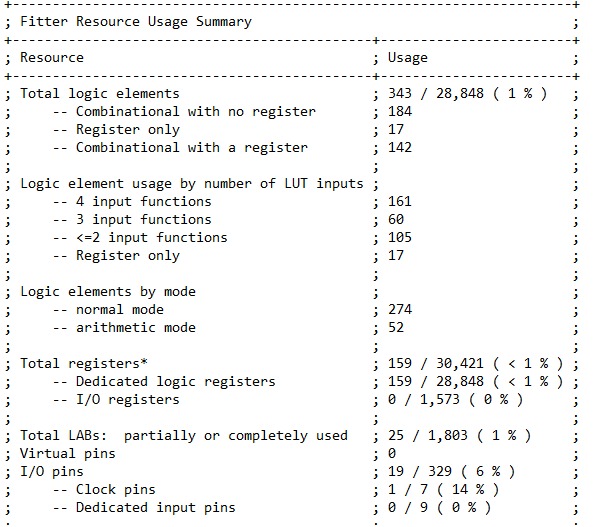 +--------------------------------------------+------------------------+
; Fitter Resource Usage Summary ;
+--------------------------------------------+------------------------+
; Resource ; Usage ;
+--------------------------------------------+------------------------+
; Total logic elements ; 343 / 28,848 ( 1 % ) ;
; -- Combinational with no register ; 184 ;
; -- Register only ; 17 ;
; -- Combinational with a register ; 142 ;
; ; ;
; Logic element usage by number of LUT inputs ; ;
; -- 4 input functions ; 161 ;
; -- 3 input functions ; 60 ;
; -- <=2 input functions ; 105 ;
; -- Register only ; 17 ;
; ; ;
; Logic elements by mode ; ;
; -- normal mode ; 274 ;
; -- arithmetic mode ; 52 ;
; ; ;
; Total registers* ; 159 / 30,421 ( < 1 % ) ;
; -- Dedicated logic registers ; 159 / 28,848 ( < 1 % ) ;
; -- I/O registers ; 0 / 1,573 ( 0 % ) ;
; ; ;
; Total LABs: partially or completely used ; 25 / 1,803 ( 1 % ) ;
; Virtual pins ; 0 ;
; I/O pins ; 19 / 329 ( 6 % ) ;
; -- Clock pins ; 1 / 7 ( 14 % ) ;
; -- Dedicated input pins ; 0 / 9 ( 0 % ) ;